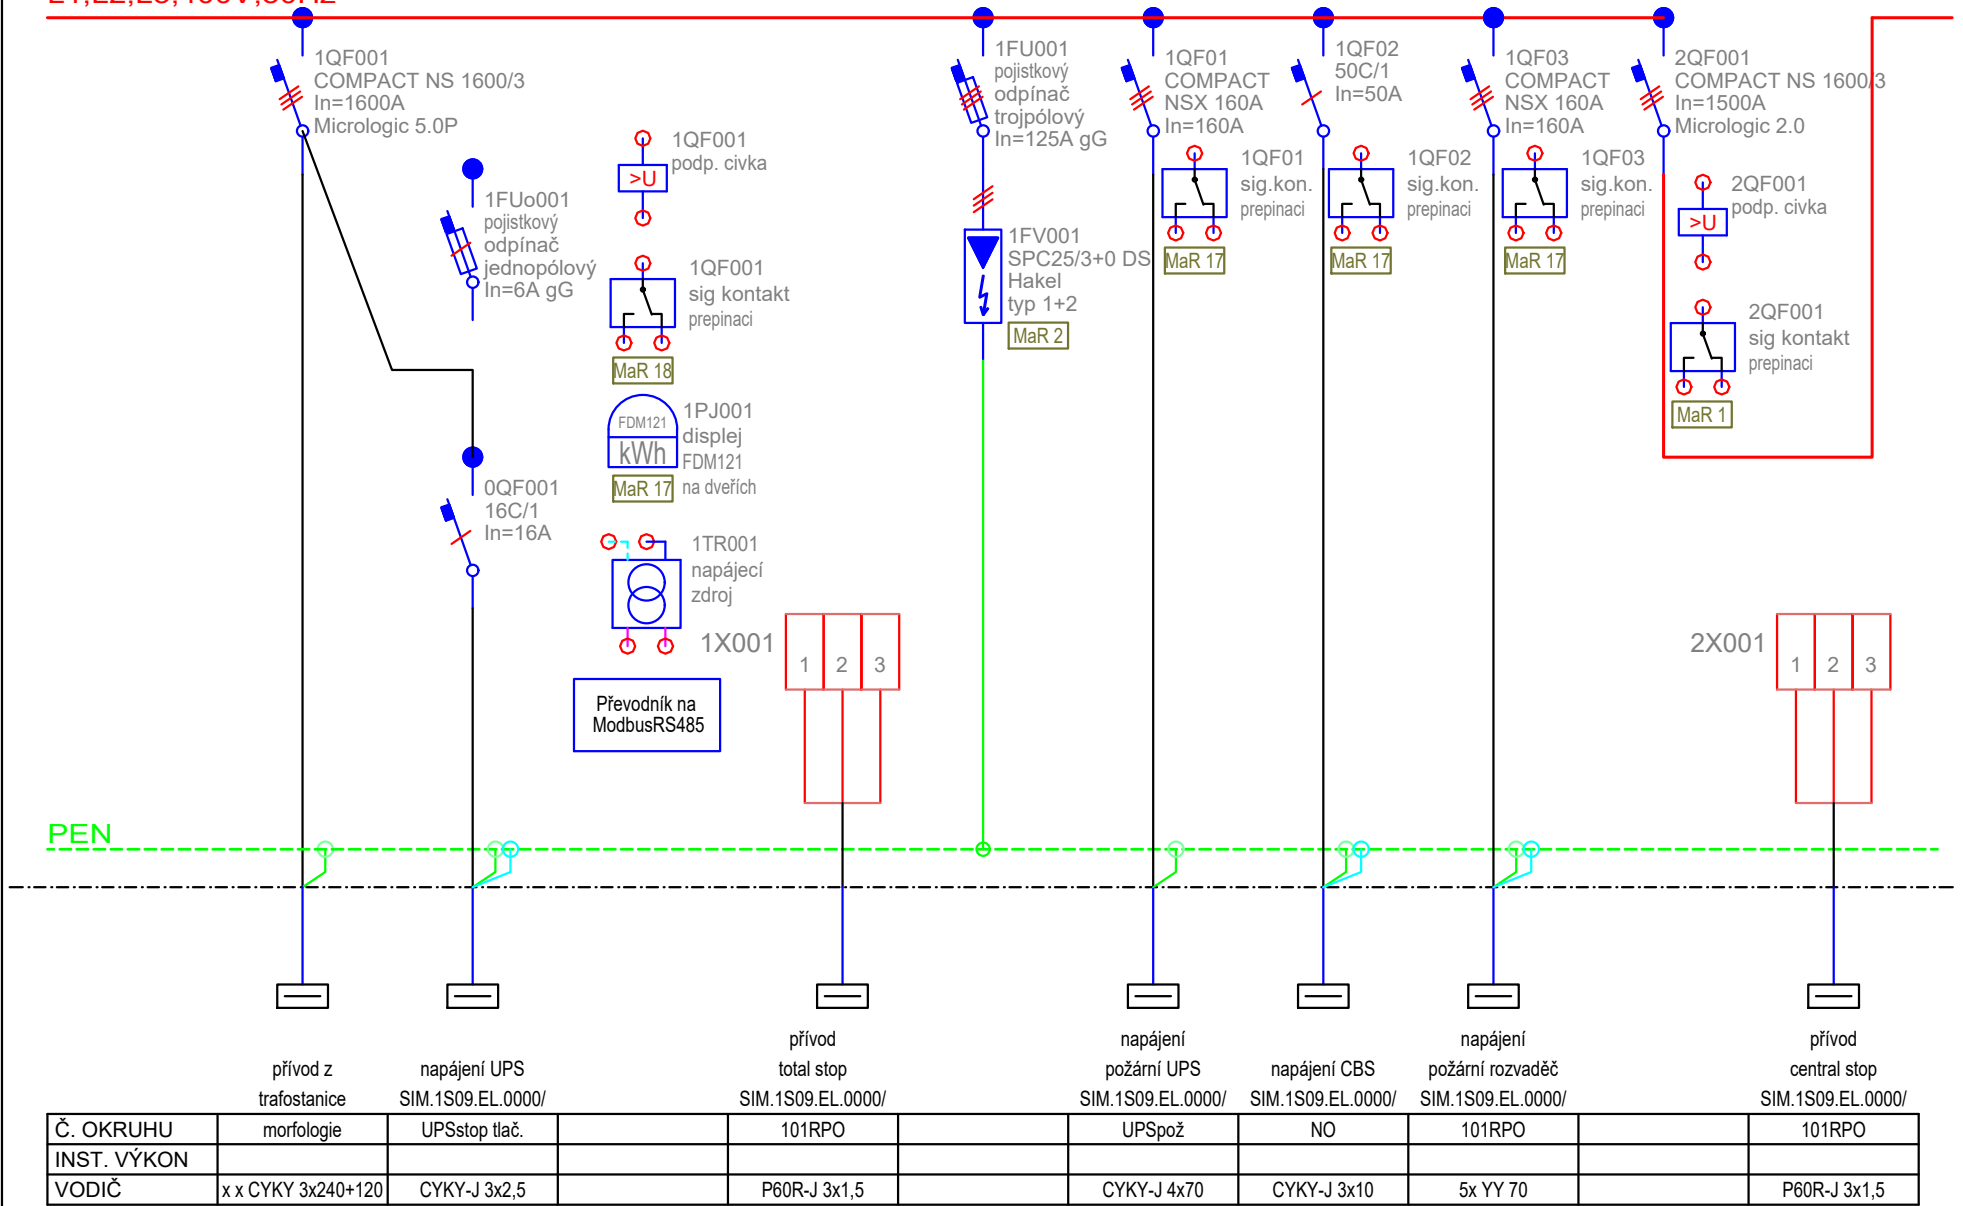 1QF001
COMPACT NS 1600/3
In=1600A
Micrologic 5.0P
1FUo001
pojistkový
odpínač
jednopólový
In=6A gG
0QF001
16C/1
In=16A
1QF001
podp. civka
>U
1QF001
sig kontakt
prepinaci
MaR 18
FDM121
kWh
1PJ001
displej
FDM121
na dveřích
MaR 17
1TR001
napájecí
zdroj
Převodník na
ModbusRS485
1X001
1 2 3
1FU001
pojistkový
odpínač
trojpólový
In=125A gG
1FV001
SPC25/3+0 DS
Hakel
typ 1+2
MaR 2
1QF01
COMPACT
NSX 160A
In=160A
1QF01
sig.kon.
prepinaci
MaR 17
1QF02
50C/1
In=50A
1QF02
sig.kon.
prepinaci
MaR 17
1QF03
COMPACT
NSX 160A
In=160A
1QF03
sig.kon.
prepinaci
MaR 17
2QF001
COMPACT NS 1600/3
In=1500A
Micrologic 2.0
2QF001
podp. civka
>U
2QF001
sig kontakt
prepinaci
MaR 1
2X001
1 2 3
PEN
přívod z
trafostanice
napájení UPS
SIM.1S09.EL.0000/
přívod
total stop
SIM.1S09.EL.0000/
napájení
požární UPS
SIM.1S09.EL.0000/
napájení CBS
SIM.1S09.EL.0000/
napájení
požární rozvaděč
SIM.1S09.EL.0000/
přívod
central stop
SIM.1S09.EL.0000/
Č. OKRUHU morfologie UPSstop tlač. 101RPO UPSpož NO 101RPO 101RPO
INST. VÝKON
VODIČ x x CYKY 3x240+120 CYKY-J 3x2,5 P60R-J 3x1,5 CYKY-J 4x70 CYKY-J 3x10 5x YY 70 P60R-J 3x1,5